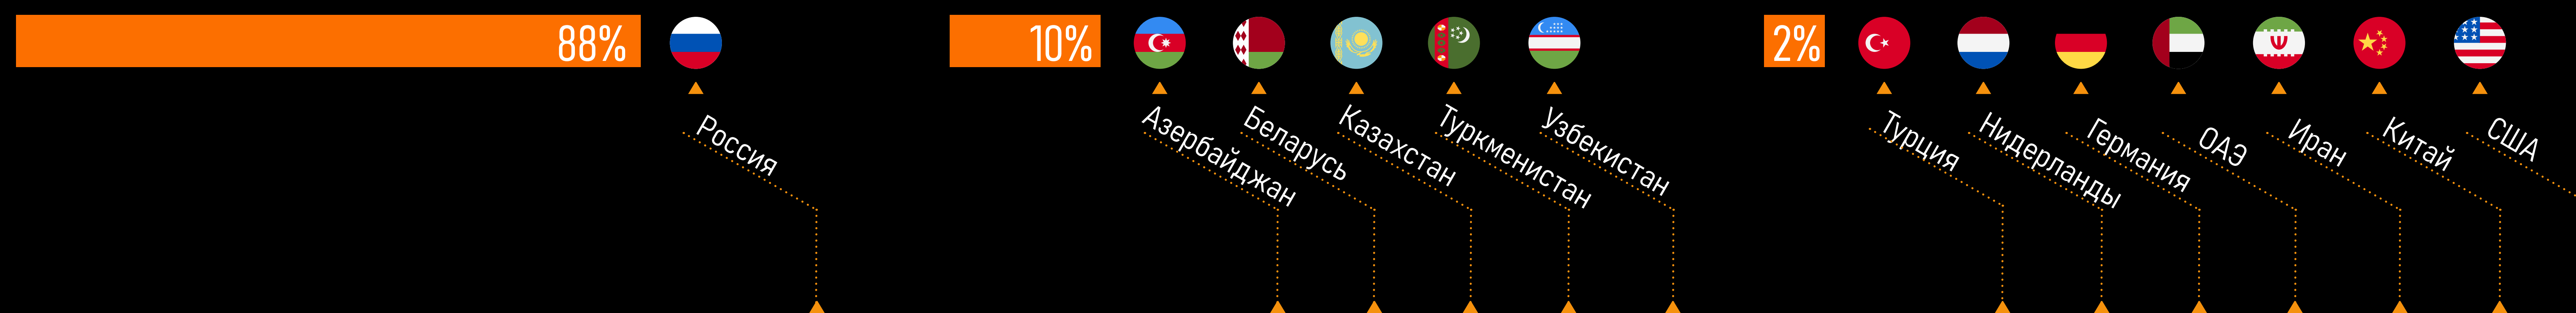 88%
Россия
10%
Азербайджан
Беларусь
Казахстан
Туркменистан
Узбекистан
2%
Турция
Нидерланды
Германия
ОАЭ
Иран
Китай
США